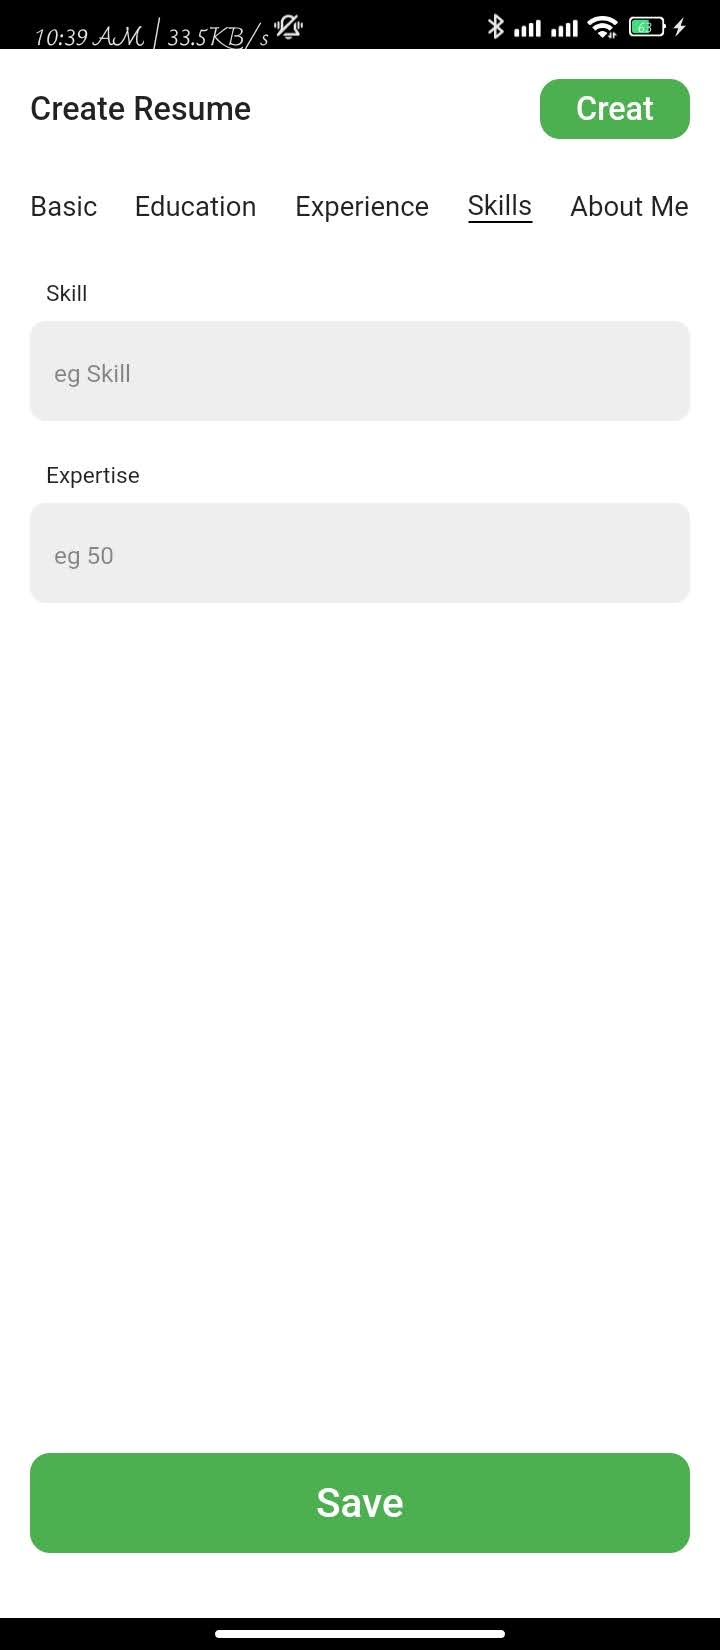 10:39 AM | 33.5KB/s 63
Create Resume Creat
Basic Education Experience Skills About Me
Skill
eg Skill
Expertise
eg 50
Save